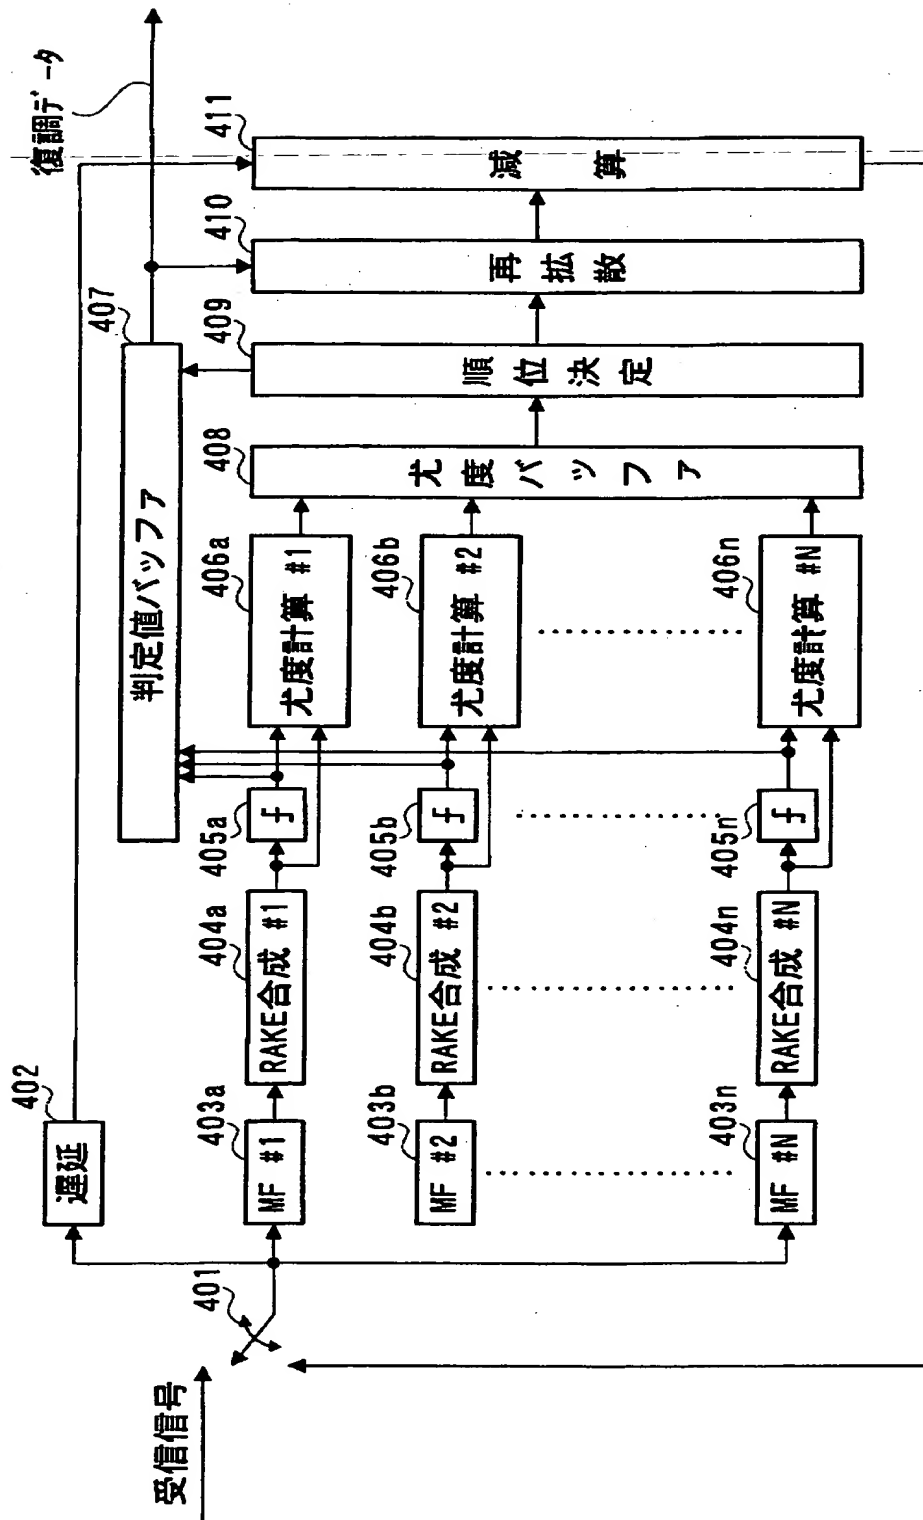 受信信号
401
遅延
402
MF #1
403a
MF #2
403b
MF #N
403n
RAKE合成 #1
404a
RAKE合成 #2
404b
RAKE合成 #N
404n
405a
405b
405n
判定値バッファ
407
尤度計算 #1
406a
尤度計算 #2
406b
尤度計算 #N
406n
尤度バッファ
408
順位決定
409
再拡散
410
減算
411
復調データ